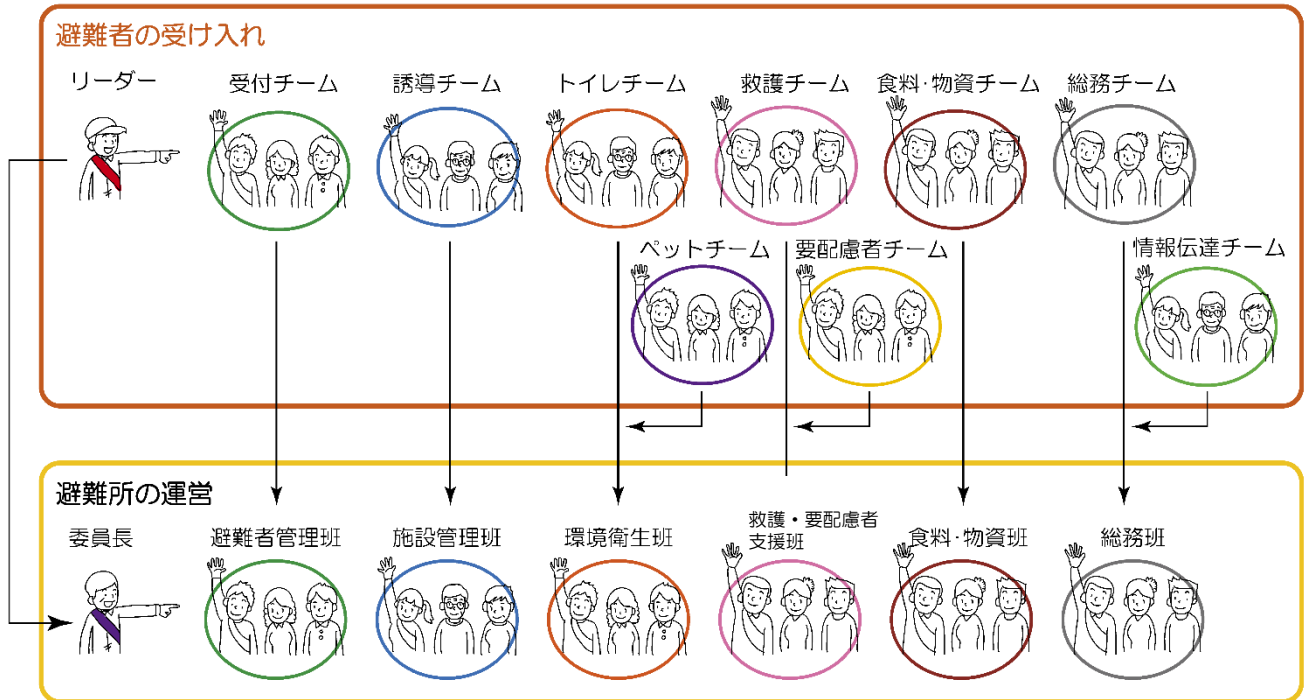 避難者の受け入れ
リーダー
受付チーム
誘導チーム
トイレチーム
救護チーム
食料・物資チーム
総務チーム
ペットチーム
要配慮者チーム
情報伝達チーム
避難所の運営
委員長
避難者管理班
施設管理班
環境衛生班
救護・要配慮者
支援班
食料・物資班
総務班